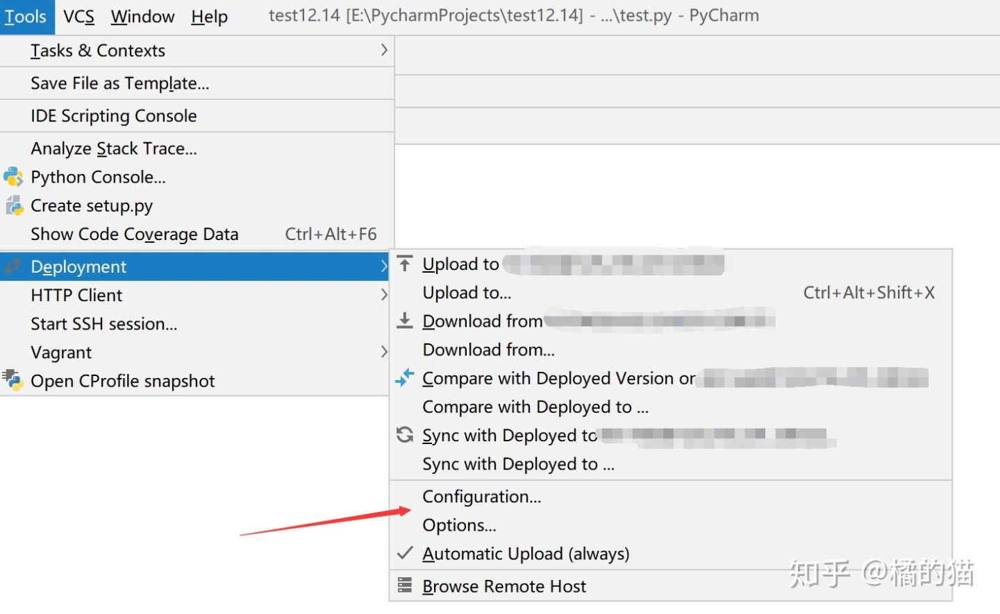 Tools VCS Window Help test12.14 [E:\PycharmProjects\test12.14] - ...\test.py - PyCharm
Tasks & Contexts
Save File as Template...
IDE Scripting Console
Analyze Stack Trace...
Python Console...
Create setup.py
Show Code Coverage Data Ctrl+Alt+F6
Deployment
HTTP Client
Start SSH session...
Vagrant
Open CProfile snapshot
Upload to
Upload to... Ctrl+Alt+Shift+X
Download from
Download from...
Compare with Deployed Version on
Compare with Deployed to ...
Sync with Deployed to
Sync with Deployed to ...
Configuration...
Options...
Automatic Upload (always)
Browse Remote Host
知乎 @橘的猫